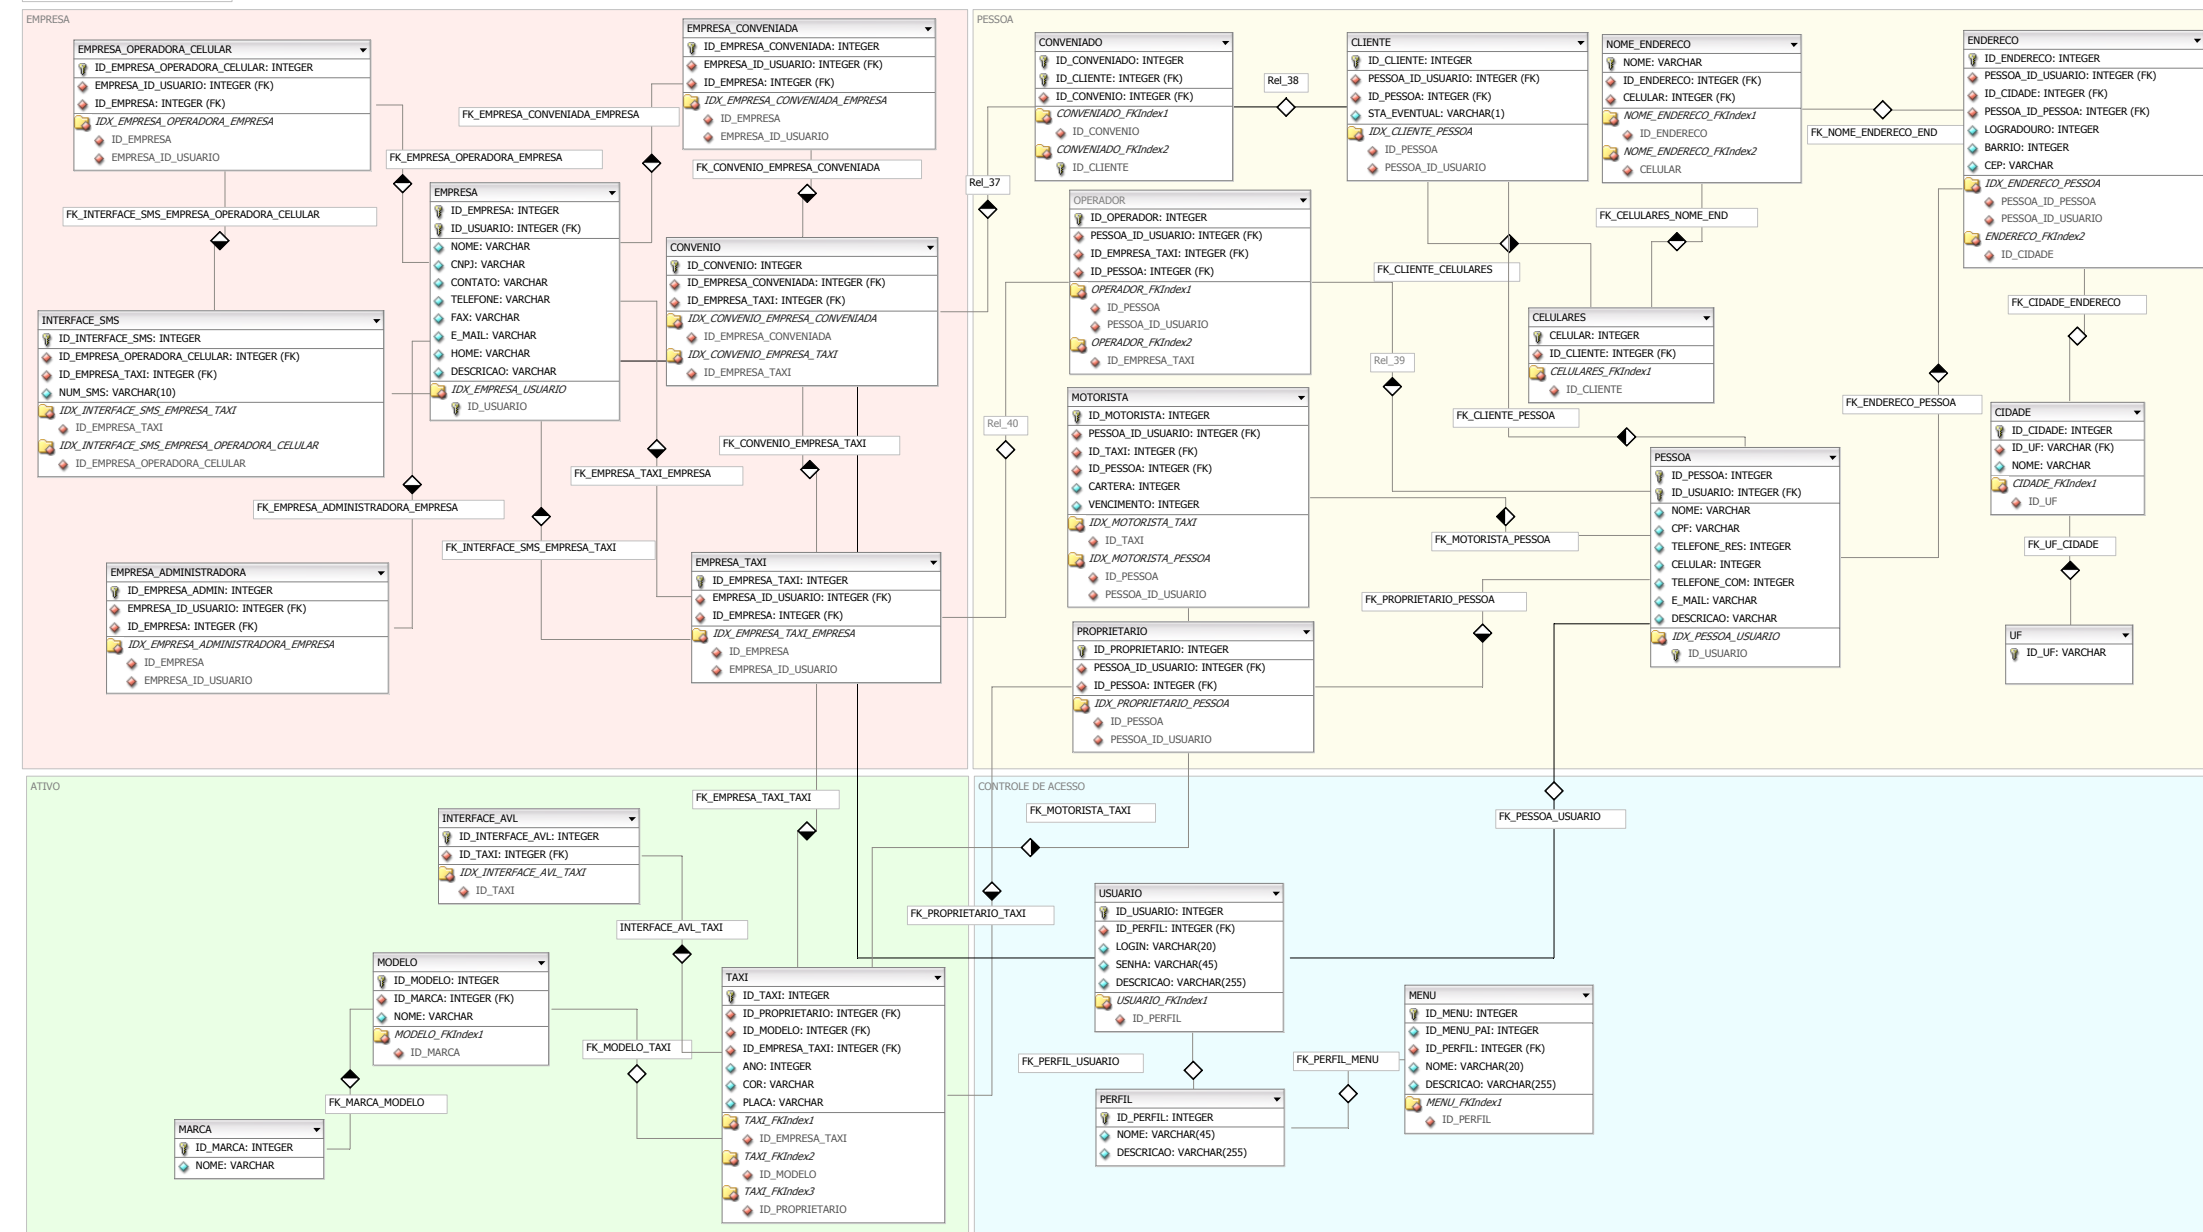 EMPRESA
EMPRESA_OPERADORA_CELULAR
ID_EMPRESA_OPERADORA_CELULAR: INTEGER
EMPRESA_ID_USUARIO: INTEGER (FK)
ID_EMPRESA: INTEGER (FK)
IDX_EMPRESA_OPERADORA_EMPRESA
ID_EMPRESA
EMPRESA_ID_USUARIO
EMPRESA_CONVENIADA
ID_EMPRESA_CONVENIADA: INTEGER
EMPRESA_ID_USUARIO: INTEGER (FK)
ID_EMPRESA: INTEGER (FK)
IDX_EMPRESA_CONVENIADA_EMPRESA
ID_EMPRESA
EMPRESA_ID_USUARIO
FK_EMPRESA_CONVENIADA_EMPRESA
FK_EMPRESA_OPERADORA_EMPRESA
FK_CONVENIO_EMPRESA_CONVENIADA
FK_INTERFACE_SMS_EMPRESA_OPERADORA_CELULAR
EMPRESA
ID_EMPRESA: INTEGER
ID_USUARIO: INTEGER (FK)
NOME: VARCHAR
CNPJ: VARCHAR
CONTATO: VARCHAR
TELEFONE: VARCHAR
FAX: VARCHAR
E_MAIL: VARCHAR
HOME: VARCHAR
DESCRICAO: VARCHAR
IDX_EMPRESA_USUARIO
ID_USUARIO
CONVENIO
ID_CONVENIO: INTEGER
ID_EMPRESA_CONVENIADA: INTEGER (FK)
ID_EMPRESA_TAXI: INTEGER (FK)
IDX_CONVENIO_EMPRESA_CONVENIADA
ID_EMPRESA_CONVENIADA
IDX_CONVENIO_EMPRESA_TAXI
ID_EMPRESA_TAXI
INTERFACE_SMS
ID_INTERFACE_SMS: INTEGER
ID_EMPRESA_OPERADORA_CELULAR: INTEGER (FK)
ID_EMPRESA_TAXI: INTEGER (FK)
NUM_SMS: VARCHAR(10)
IDX_INTERFACE_SMS_EMPRESA_TAXI
ID_EMPRESA_TAXI
IDX_INTERFACE_SMS_EMPRESA_OPERADORA_CELULAR
ID_EMPRESA_OPERADORA_CELULAR
FK_CONVENIO_EMPRESA_TAXI
FK_EMPRESA_TAXI_EMPRESA
FK_EMPRESA_ADMINISTRADORA_EMPRESA
FK_INTERFACE_SMS_EMPRESA_TAXI
EMPRESA_ADMINISTRADORA
ID_EMPRESA_ADMIN: INTEGER
EMPRESA_ID_USUARIO: INTEGER (FK)
ID_EMPRESA: INTEGER (FK)
IDX_EMPRESA_ADMINISTRADORA_EMPRESA
ID_EMPRESA
EMPRESA_ID_USUARIO
EMPRESA_TAXI
ID_EMPRESA_TAXI: INTEGER
EMPRESA_ID_USUARIO: INTEGER (FK)
ID_EMPRESA: INTEGER (FK)
IDX_EMPRESA_TAXI_EMPRESA
ID_EMPRESA
EMPRESA_ID_USUARIO
PESSOA
CONVENIADO
ID_CONVENIADO: INTEGER
ID_CLIENTE: INTEGER (FK)
ID_CONVENIO: INTEGER (FK)
CONVENIADO_FKIndex1
ID_CONVENIO
CONVENIADO_FKIndex2
ID_CLIENTE
Rel_38
Rel_37
CLIENTE
ID_CLIENTE: INTEGER
PESSOA_ID_USUARIO: INTEGER (FK)
ID_PESSOA: INTEGER (FK)
STA_EVENTUAL: VARCHAR(1)
IDX_CLIENTE_PESSOA
ID_PESSOA
PESSOA_ID_USUARIO
NOME_ENDERECO
NOME: VARCHAR
ID_ENDERECO: INTEGER (FK)
CELULAR: INTEGER (FK)
NOME_ENDERECO_FKIndex1
ID_ENDERECO
NOME_ENDERECO_FKIndex2
CELULAR
FK_NOME_ENDERECO_END
ENDERECO
ID_ENDERECO: INTEGER
PESSOA_ID_USUARIO: INTEGER (FK)
ID_CIDADE: INTEGER (FK)
PESSOA_ID_PESSOA: INTEGER (FK)
LOGRADOURO: INTEGER
BARRIO: INTEGER
CEP: VARCHAR
IDX_ENDERECO_PESSOA
PESSOA_ID_PESSOA
PESSOA_ID_USUARIO
ENDERECO_FKIndex2
ID_CIDADE
OPERADOR
ID_OPERADOR: INTEGER
PESSOA_ID_USUARIO: INTEGER (FK)
ID_EMPRESA_TAXI: INTEGER (FK)
ID_PESSOA: INTEGER (FK)
OPERADOR_FKIndex1
ID_PESSOA
PESSOA_ID_USUARIO
OPERADOR_FKIndex2
ID_EMPRESA_TAXI
FK_CELULARES_NOME_END
FK_CLIENTE_CELULARES
FK_CIDADE_ENDERECO
CELULARES
CELULAR: INTEGER
ID_CLIENTE: INTEGER (FK)
CELULARES_FKIndex1
ID_CLIENTE
Rel_39
Rel_40
MOTORISTA
ID_MOTORISTA: INTEGER
PESSOA_ID_USUARIO: INTEGER (FK)
ID_TAXI: INTEGER (FK)
ID_PESSOA: INTEGER (FK)
CARTERA: INTEGER
VENCIMENTO: INTEGER
IDX_MOTORISTA_TAXI
ID_TAXI
IDX_MOTORISTA_PESSOA
ID_PESSOA
PESSOA_ID_USUARIO
FK_CLIENTE_PESSOA
FK_ENDERECO_PESSOA
CIDADE
ID_CIDADE: INTEGER
ID_UF: VARCHAR (FK)
NOME: VARCHAR
CIDADE_FKIndex1
ID_UF
PESSOA
ID_PESSOA: INTEGER
ID_USUARIO: INTEGER (FK)
NOME: VARCHAR
CPF: VARCHAR
TELEFONE_RES: INTEGER
CELULAR: INTEGER
TELEFONE_COM: INTEGER
E_MAIL: VARCHAR
DESCRICAO: VARCHAR
IDX_PESSOA_USUARIO
ID_USUARIO
FK_MOTORISTA_PESSOA
FK_UF_CIDADE
FK_PROPRIETARIO_PESSOA
PROPRIETARIO
ID_PROPRIETARIO: INTEGER
PESSOA_ID_USUARIO: INTEGER (FK)
ID_PESSOA: INTEGER (FK)
IDX_PROPRIETARIO_PESSOA
ID_PESSOA
PESSOA_ID_USUARIO
UF
ID_UF: VARCHAR
ATIVO
FK_EMPRESA_TAXI_TAXI
INTERFACE_AVL
ID_INTERFACE_AVL: INTEGER
ID_TAXI: INTEGER (FK)
IDX_INTERFACE_AVL_TAXI
ID_TAXI
INTERFACE_AVL_TAXI
FK_PROPRIETARIO_TAXI
MODELO
ID_MODELO: INTEGER
ID_MARCA: INTEGER (FK)
NOME: VARCHAR
MODELO_FKIndex1
ID_MARCA
FK_MODELO_TAXI
FK_MARCA_MODELO
MARCA
ID_MARCA: INTEGER
NOME: VARCHAR
TAXI
ID_TAXI: INTEGER
ID_PROPRIETARIO: INTEGER (FK)
ID_MODELO: INTEGER (FK)
ID_EMPRESA_TAXI: INTEGER (FK)
ANO: INTEGER
COR: VARCHAR
PLACA: VARCHAR
TAXI_FKIndex1
ID_EMPRESA_TAXI
TAXI_FKIndex2
ID_MODELO
TAXI_FKIndex3
ID_PROPRIETARIO
CONTROLE DE ACESSO
FK_MOTORISTA_TAXI
FK_PESSOA_USUARIO
USUARIO
ID_USUARIO: INTEGER
ID_PERFIL: INTEGER (FK)
LOGIN: VARCHAR(20)
SENHA: VARCHAR(45)
DESCRICAO: VARCHAR(255)
USUARIO_FKIndex1
ID_PERFIL
FK_PERFIL_USUARIO
FK_PERFIL_MENU
MENU
ID_MENU: INTEGER
ID_MENU_PAI: INTEGER
ID_PERFIL: INTEGER (FK)
NOME: VARCHAR(20)
DESCRICAO: VARCHAR(255)
MENU_FKIndex1
ID_PERFIL
PERFIL
ID_PERFIL: INTEGER
NOME: VARCHAR(45)
DESCRICAO: VARCHAR(255)